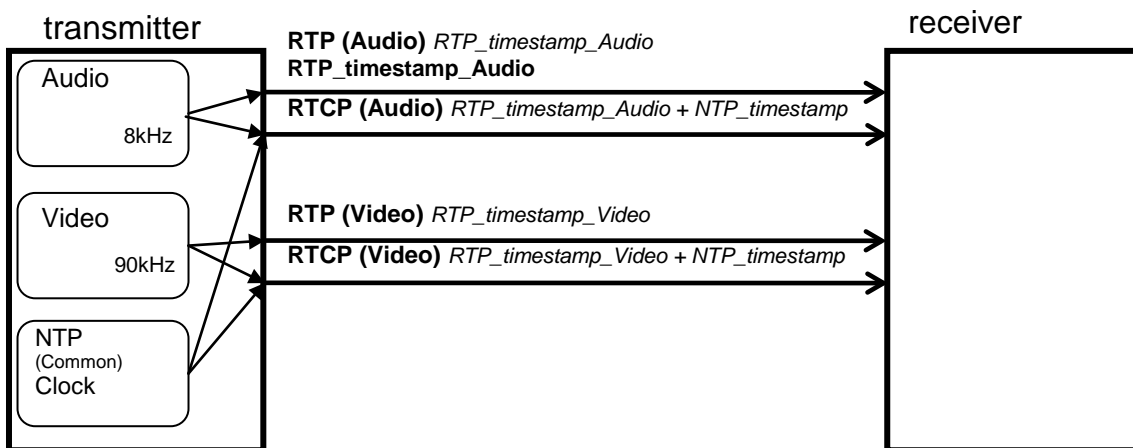 transmitter
receiver
Audio
8kHz
RTP (Audio) RTP_timestamp_Audio
RTP_timestamp_Audio
RTCP (Audio) RTP_timestamp_Audio + NTP_timestamp
Video
90kHz
RTP (Video) RTP_timestamp_Video
RTCP (Video) RTP_timestamp_Video + NTP_timestamp
NTP
(Common)
Clock